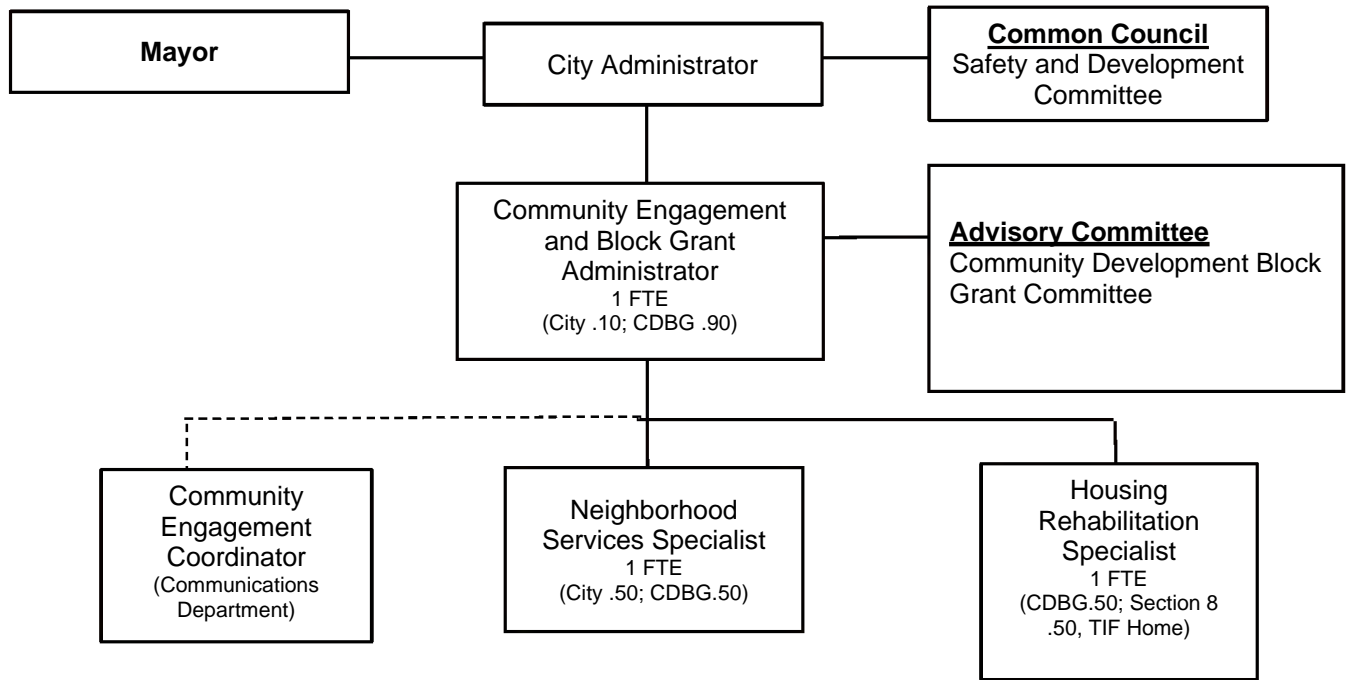 Mayor
City Administrator
Common Council
Safety and Development
Committee
Community Engagement
and Block Grant
Administrator
1 FTE
(City .10; CDBG .90)
Advisory Committee
Community Development Block
Grant Committee
Community
Engagement
Coordinator
(Communications
Department)
Neighborhood
Services Specialist
1 FTE
(City .50; CDBG.50)
Housing
Rehabilitation
Specialist
1 FTE
(CDBG.50; Section 8
.50, TIF Home)